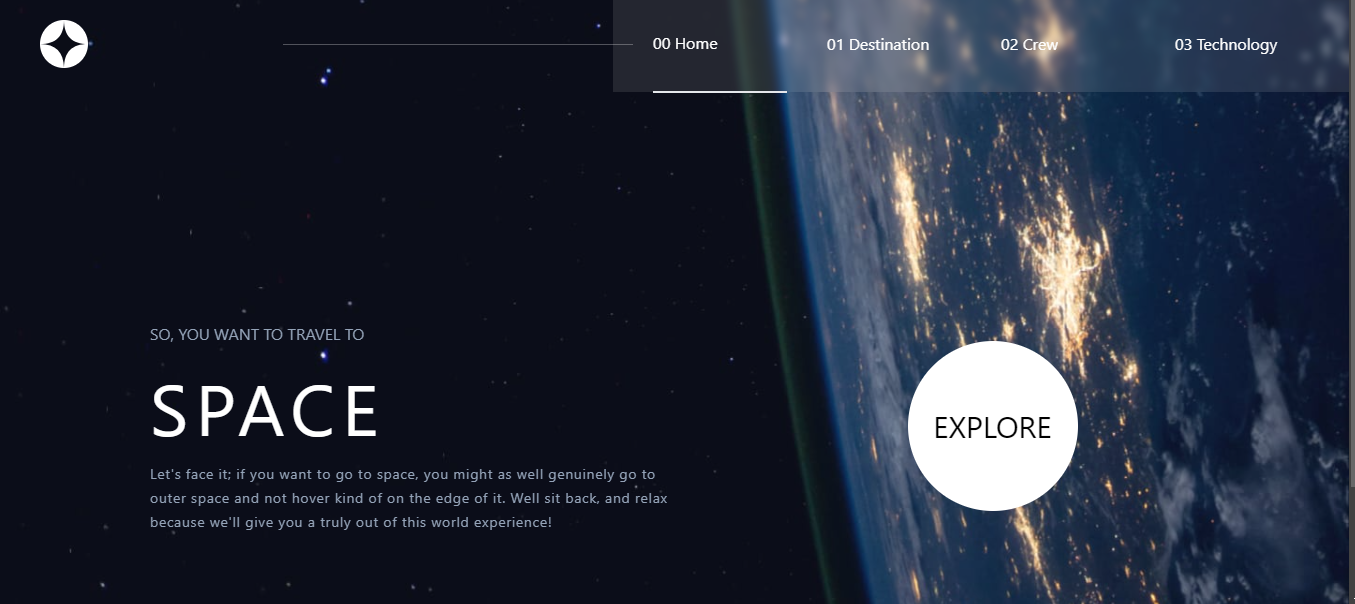 00 Home
01 Destination
02 Crew
03 Technology
SO, YOU WANT TO TRAVEL TO
SPACE
Let's face it; if you want to go to space, you might as well genuinely go to
outer space and not hover kind of on the edge of it. Well sit back, and relax
because we'll give you a truly out of this world experience!
EXPLORE